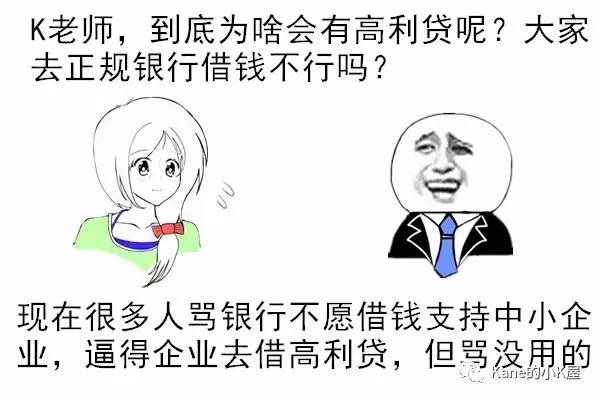 K老师，到底为啥会有高利贷呢？大家
去正规银行借钱不行吗？
现在很多人骂银行不愿借钱支持中小企
业，逼得企业去借高利贷，但骂没用的
Kane的小K屋